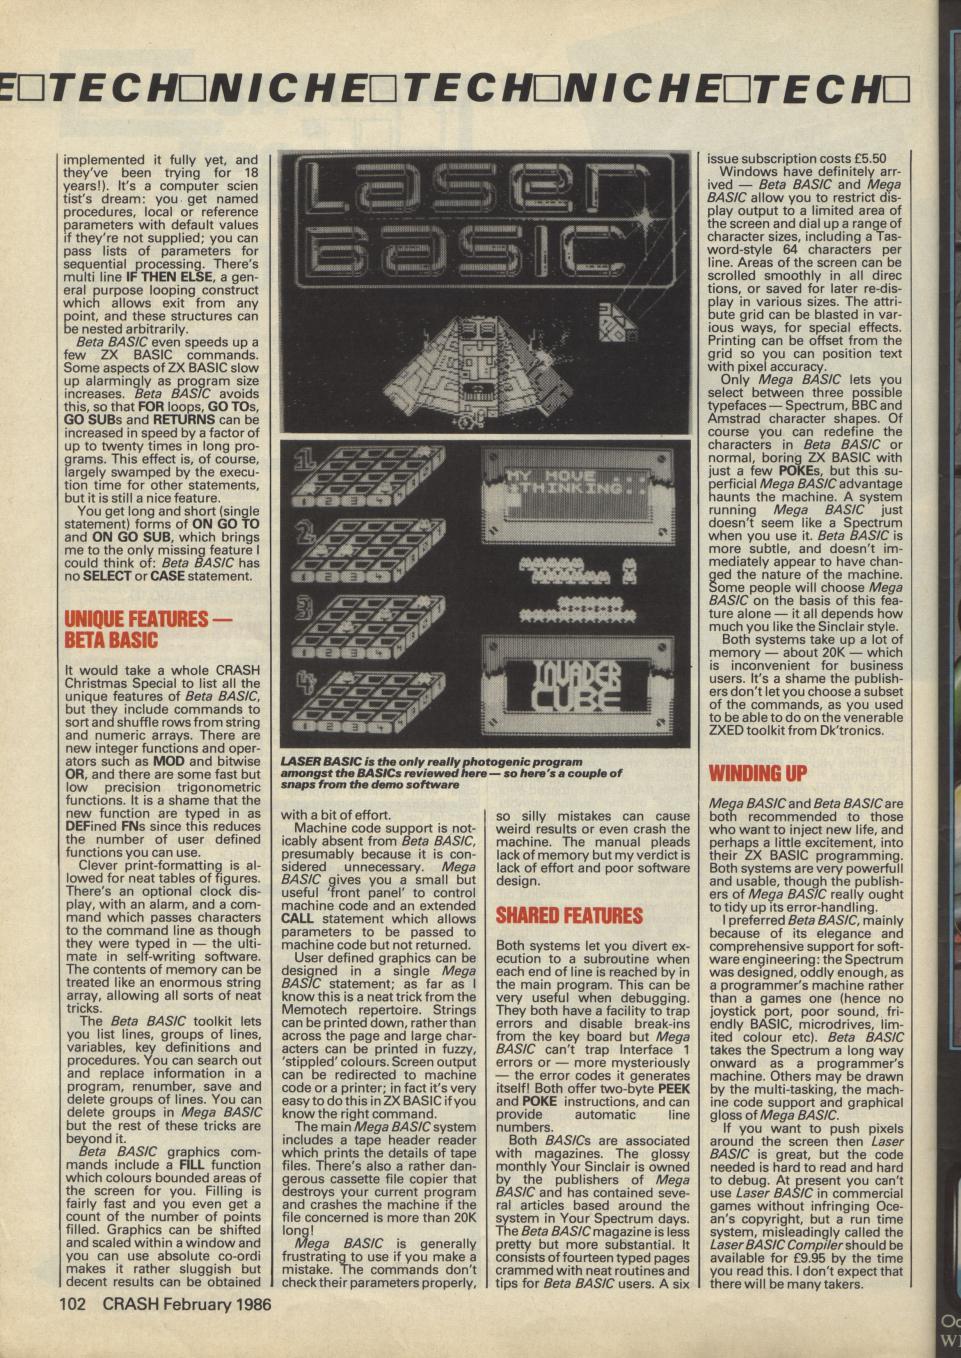 E□TECH□NICHE□TECH□NICHE□TECH□
implemented it fully yet, and
they've been trying for 18
years!). It's a computer scien
tist's dream: you get named
procedures, local or reference
parameters with default values
if they're not supplied; you can
pass lists of parameters for
sequential processing. There's
multi line IF THEN ELSE, a gen-
eral purpose looping construct
which allows exit from any
point, and these structures can
be nested arbitrarily.
Beta BASIC even speeds up a
few ZX BASIC commands.
Some aspects of ZX BASIC slow
up alarmingly as program size
increases. Beta BASIC avoids
this, so that FOR loops, GO TOs,
GO SUBs and RETURNS can be
increased in speed by a factor of
up to twenty times in long pro-
grams. This effect is, of course,
largely swamped by the execu-
tion time for other statements,
but it is still a nice feature.
You get long and short (single
statement) forms of ON GO TO
and ON GO SUB, which brings
me to the only missing feature I
could think of: Beta BASIC has
no SELECT or CASE statement.
UNIQUE FEATURES —
BETA BASIC
It would take a whole CRASH
Christmas Special to list all the
unique features of Beta BASIC,
but they include commands to
sort and shuffle rows from string
and numeric arrays. There are
new integer functions and oper-
ators such as MOD and bitwise
OR, and there are some fast but
low precision trigonometric
functions. It is a shame that the
new function are typed in as
DEFined FNs since this reduces
the number of user defined
functions you can use.
Clever print-formatting is al-
lowed for neat tables of figures.
There's an optional clock dis-
play, with an alarm, and a com-
mand which passes characters
to the command line as though
they were typed in — the ulti-
mate in self-writing software.
The contents of memory can be
treated like an enormous string
array, allowing all sorts of neat
tricks.
The Beta BASIC toolkit lets
you list lines, groups of lines,
variables, key definitions and
procedures. You can search out
and replace information in a
program, renumber, save and
delete groups of lines. You can
delete groups in Mega BASIC
but the rest of these tricks are
beyond it.
Beta BASIC graphics com-
mands include a FILL function
which colours bounded areas of
the screen for you. Filling is
fairly fast and you even get a
count of the number of points
filled. Graphics can be shifted
and scaled within a window and
you can use absolute co-ordi
makes it rather sluggish but
decent results can be obtained
LASER
BASIC
1
2
3
4
MY MOVE ...
:THINKING...
INVADER
CUBE
LASER BASIC is the only really photogenic program
amongst the BASICs reviewed here — so here's a couple of
snaps from the demo software
with a bit of effort.
Machine code support is not-
icably absent from Beta BASIC,
presumably because it is con-
sidered unnecessary. Mega
BASIC gives you a small but
useful 'front panel' to control
machine code and an extended
CALL statement which allows
parameters to be passed to
machine code but not returned.
User defined graphics can be
designed in a single Mega
BASIC statement; as far as I
know this is a neat trick from the
Memotech repertoire. Strings
can be printed down, rather than
across the page and large char-
acters can be printed in fuzzy,
'stippled' colours. Screen output
can be redirected to machine
code or a printer; in fact it's very
easy to do this in ZX BASIC if you
know the right command.
The main Mega BASIC system
includes a tape header reader
which prints the details of tape
files. There's also a rather dan-
gerous cassette file copier that
destroys your current program
and crashes the machine if the
file concerned is more than 20K
long!
Mega BASIC is generally
frustrating to use if you make a
mistake. The commands don't
check their parameters properly,
so silly mistakes can cause
weird results or even crash the
machine. The manual pleads
lack of memory but my verdict is
lack of effort and poor software
design.
SHARED FEATURES
Both systems let you divert ex-
ecution to a subroutine when
each end of line is reached by in
the main program. This can be
very useful when debugging.
They both have a facility to trap
errors and disable break-ins
from the key board but Mega
BASIC can't trap Interface 1
errors or — more mysteriously
— the error codes it generates
itself! Both offer two-byte PEEK
and POKE instructions, and can
provide automatic line
numbers.
Both BASICs are associated
with magazines. The glossy
monthly Your Sinclair is owned
by the publishers of Mega
BASIC and has contained seve-
ral articles based around the
system in Your Spectrum days.
The Beta BASIC magazine is less
pretty but more substantial. It
consists of fourteen typed pages
crammed with neat routines and
tips for Beta BASIC users. A six
issue subscription costs £5.50
Windows have definitely arr-
ived — Beta BASIC and Mega
BASIC allow you to restrict dis-
play output to a limited area of
the screen and dial up a range of
character sizes, including a Tas-
word-style 64 characters per
line. Areas of the screen can be
scrolled smoothly in all direc
tions, or saved for later re-dis-
play in various sizes. The attri-
bute grid can be blasted in var-
ious ways, for special effects.
Printing can be offset from the
grid so you can position text
with pixel accuracy.
Only Mega BASIC lets you
select between three possible
typefaces — Spectrum, BBC and
Amstrad character shapes. Of
course you can redefine the
characters in Beta BASIC or
normal, boring ZX BASIC with
just a few POKEs, but this su-
perficial Mega BASIC advantage
haunts the machine. A system
running Mega BASIC just
doesn't seem like a Spectrum
when you use it. Beta BASIC is
more subtle, and doesn't im-
mediately appear to have chan-
ged the nature of the machine.
Some people will choose Mega
BASIC on the basis of this fea-
ture alone — it all depends how
much you like the Sinclair style.
Both systems take up a lot of
memory — about 20K — which
is inconvenient for business
users. It's a shame the publish-
ers don't let you choose a subset
of the commands, as you used
to be able to do on the venerable
ZXED toolkit from Dk'tronics.
WINDING UP
Mega BASIC and Beta BASIC are
both recommended to those
who want to inject new life, and
perhaps a little excitement, into
their ZX BASIC programming.
Both systems are very powerfull
and usable, though the publish-
ers of Mega BASIC really ought
to tidy up its error-handling.
I preferred Beta BASIC, mainly
because of its elegance and
comprehensive support for soft-
ware engineering: the Spectrum
was designed, oddly enough, as
a programmer's machine rather
than a games one (hence no
joystick port, poor sound, fri-
endly BASIC, microdrives, lim-
ited colour etc). Beta BASIC
takes the Spectrum a long way
onward as a programmer's
machine. Others may be drawn
by the multi-tasking, the mach-
ine code support and graphical
gloss of Mega BASIC.
If you want to push pixels
around the screen then Laser
BASIC is great, but the code
needed is hard to read and hard
to debug. At present you can't
use Laser BASIC in commercial
games without infringing Oce-
an's copyright, but a run time
system, misleadingly called the
Laser BASIC Compiler should be
available for £9.95 by the time
you read this. I don't expect that
there will be many takers.
102 CRASH February 1986